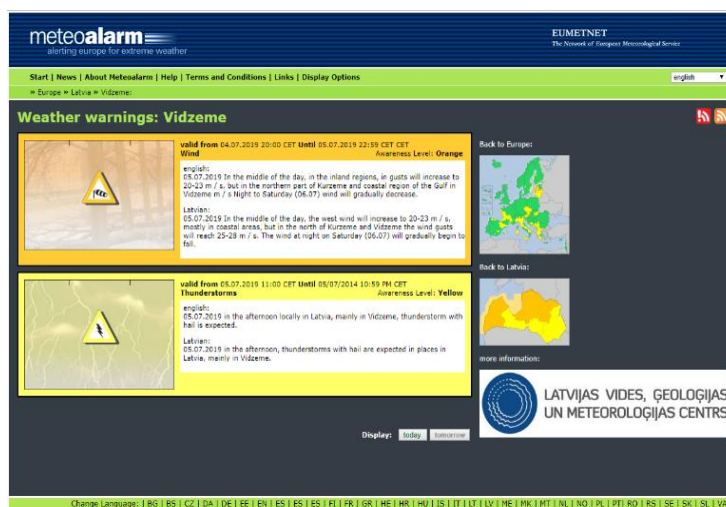 meteoalarm
alerting europe for extreme weather
EUMETNET
The Network of European Meteorological Services
Start | News | About Meteoalarm | Help | Terms and Conditions | Links | Display Options
english
» Europe » Latvia » Vidzeme:
Weather warnings: Vidzeme
valid from 04.07.2019 20:00 CET Until 05.07.2019 22:59 CET CET
Wind Awareness Level: Orange
english:
05.07.2019 In the middle of the day, in the inland regions, in gusts will increase to
20-23 m / s, but in the northern part of Kurzeme and coastal region of the Gulf in
Vidzeme m / s Night to Saturday (06.07) wind will gradually decrease.
Latvian:
05.07.2019 In the middle of the day, the west wind will increase to 20-23 m / s,
mostly in coastal areas, but in the north of Kurzeme and Vidzeme the wind gusts
will reach 25-28 m / s. The wind at night on Saturday (06.07) will gradually begin to
fall.
valid from 05.07.2019 11:00 CET Until 05/07/2014 10:59 PM CET
Thunderstorms Awareness Level: Yellow
english:
05.07.2019 in the afternoon locally in Latvia, mainly in Vidzeme, thunderstorm with
hail is expected.
Latvian:
05.07.2019 in the afternoon, thunderstorms with hail are expected in places in
Latvia, mainly in Vidzeme.
Display: today tomorrow
Back to Europe:
Back to Latvia:
more information:
LATVIJAS VIDES, ĢEOLOĢIJAS
UN METEOROLOĢIJAS CENTRS
Change Language: | BG | BS | CZ | DA | DE | EE | EN | ES | ES | ES | FI | FR | GR | HE | HR | HU | IS | IT | LT | LV | ME | MK | MT | NL | NO | PL | PT| RO | RS | SE | SK | SL | VA